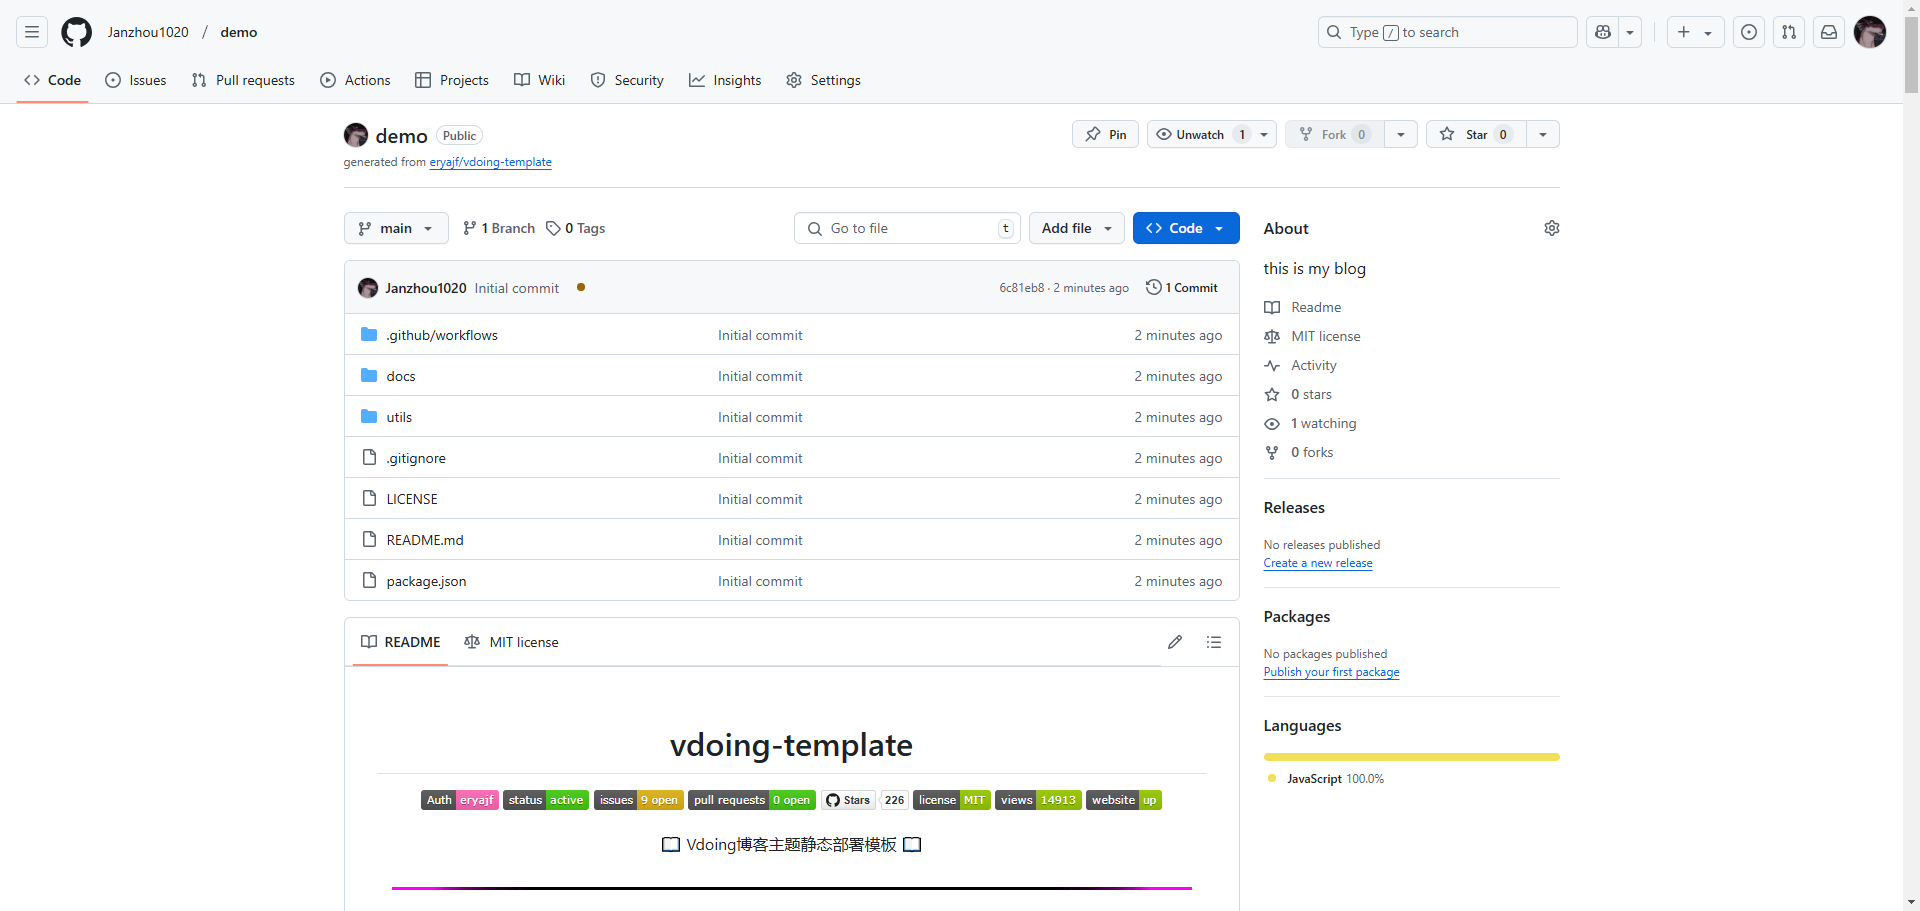 Janzhou1020 / demo
Type / to search
Code Issues Pull requests Actions Projects Wiki Security Insights Settings
demo Public
Pin Unwatch 1 Fork 0 Star 0
generated from eryajf/vdoing-template
main 1 Branch 0 Tags Go to file t Add file Code
Janzhou1020 Initial commit 6c81eb8 · 2 minutes ago 1 Commit
.github/workflows Initial commit 2 minutes ago
docs Initial commit 2 minutes ago
utils Initial commit 2 minutes ago
.gitignore Initial commit 2 minutes ago
LICENSE Initial commit 2 minutes ago
README.md Initial commit 2 minutes ago
package.json Initial commit 2 minutes ago
README MIT license
vdoing-template
Auth eryajf status active issues 9 open pull requests 0 open Stars 226 license MIT views 14913 website up
📖 Vdoing博客主题静态部署模板 📖
About
this is my blog
Readme
MIT license
Activity
0 stars
1 watching
0 forks
Releases
No releases published
Create a new release
Packages
No packages published
Publish your first package
Languages
JavaScript 100.0%